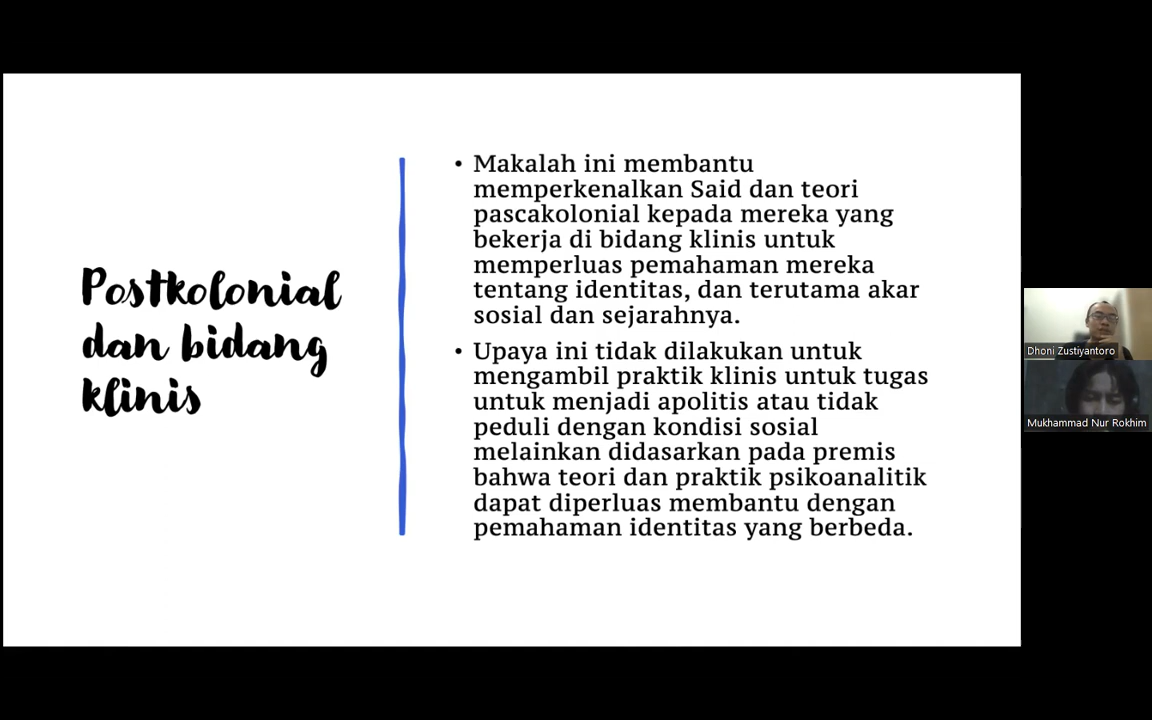 Postkolonial
dan bidang
klinis
• Makalah ini membantu
memperkenalkan Said dan teori
pascakolonial kepada mereka yang
bekerja di bidang klinis untuk
memperluas pemahaman mereka
tentang identitas, dan terutama akar
sosial dan sejarahnya.
• Upaya ini tidak dilakukan untuk
mengambil praktik klinis untuk tugas
untuk menjadi apolitis atau tidak
peduli dengan kondisi sosial
melainkan didasarkan pada premis
bahwa teori dan praktik psikoanalitik
dapat diperluas membantu dengan
pemahaman identitas yang berbeda.
Dhoni Zustiyantoro
Mukhammad Nur Rokhim